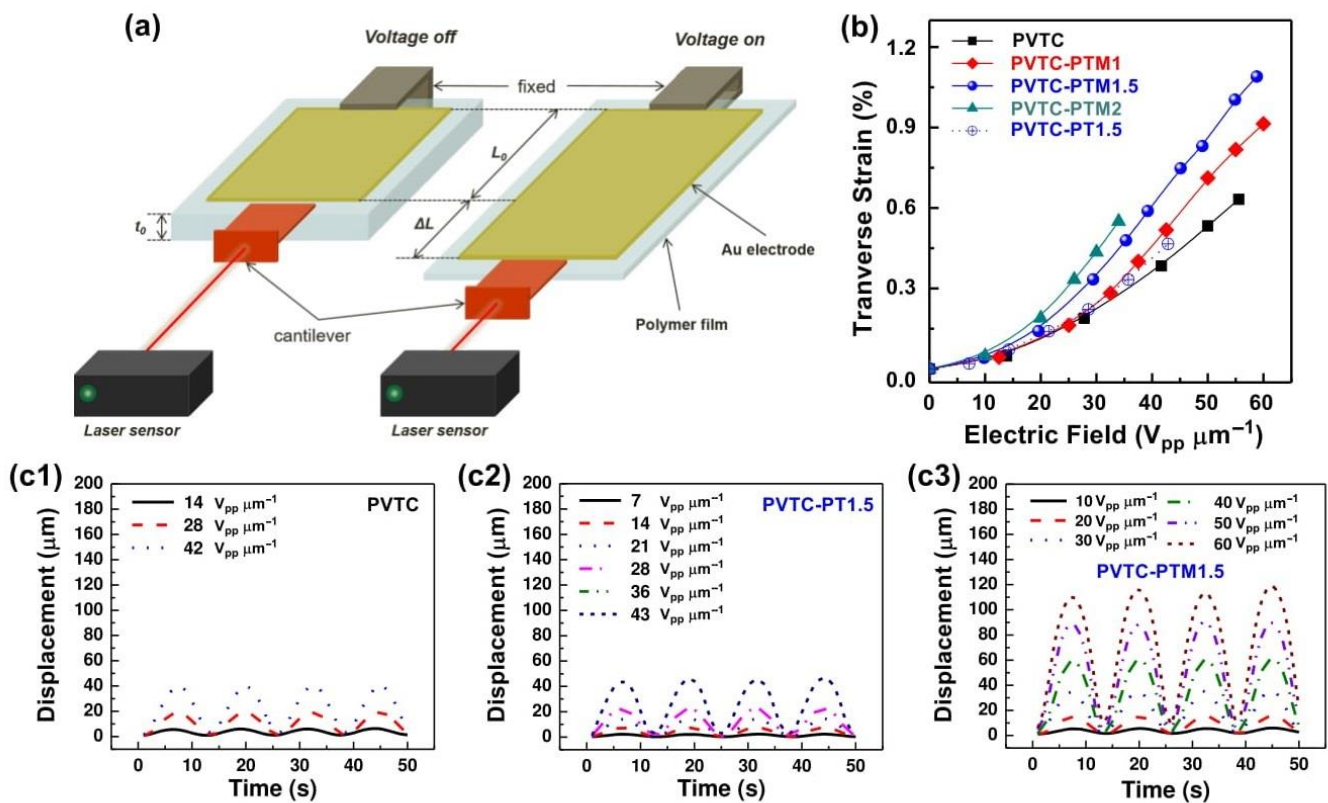 (a)
Voltage off
Voltage on
fixed
L₀
t₀
ΔL
Au electrode
cantilever
Polymer film
Laser sensor
Laser sensor
(b)
PVTC
PVTC-PTM1
PVTC-PTM1.5
PVTC-PTM2
PVTC-PT1.5
Tranverse Strain (%)
1.2
0.9
0.6
0.3
0.0
0 10 20 30 40 50 60
Electric Field (Vpp μm⁻¹)
(c1)
PVTC
14 Vpp μm⁻¹
28 Vpp μm⁻¹
42 Vpp μm⁻¹
Displacement (μm)
200
180
160
140
120
100
80
60
40
20
0
0 10 20 30 40 50
Time (s)
(c2)
PVTC-PT1.5
7 Vpp μm⁻¹
14 Vpp μm⁻¹
21 Vpp μm⁻¹
28 Vpp μm⁻¹
36 Vpp μm⁻¹
43 Vpp μm⁻¹
Displacement (μm)
200
180
160
140
120
100
80
60
40
20
0
0 10 20 30 40 50
Time (s)
(c3)
10 Vpp μm⁻¹ 40 Vpp μm⁻¹
20 Vpp μm⁻¹ 50 Vpp μm⁻¹
30 Vpp μm⁻¹ 60 Vpp μm⁻¹
PVTC-PTM1.5
Displacement (μm)
200
180
160
140
120
100
80
60
40
20
0
0 10 20 30 40 50
Time (s)